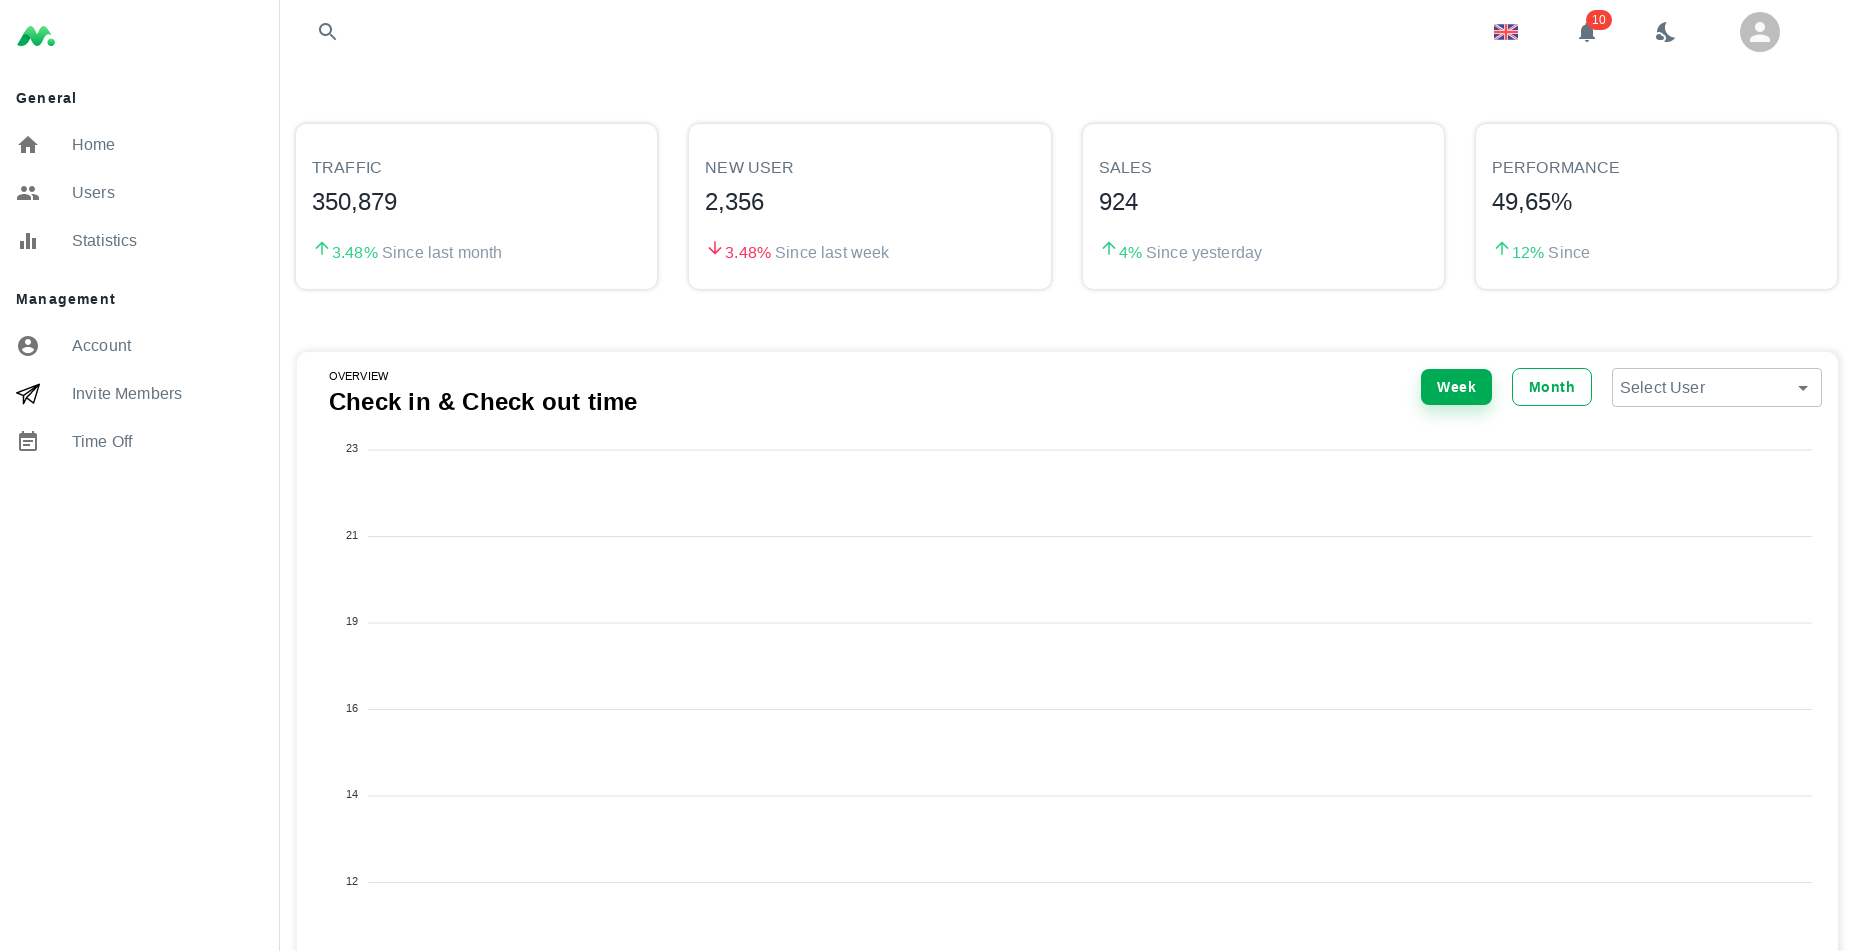 10
General
Home
Users
Statistics
Management
Account
Invite Members
Time Off
TRAFFIC
350,879
3.48% Since last month
NEW USER
2,356
3.48% Since last week
SALES
924
4% Since yesterday
PERFORMANCE
49,65%
12% Since
OVERVIEW
Check in & Check out time
Week
Month
Select User
23
21
19
16
14
12